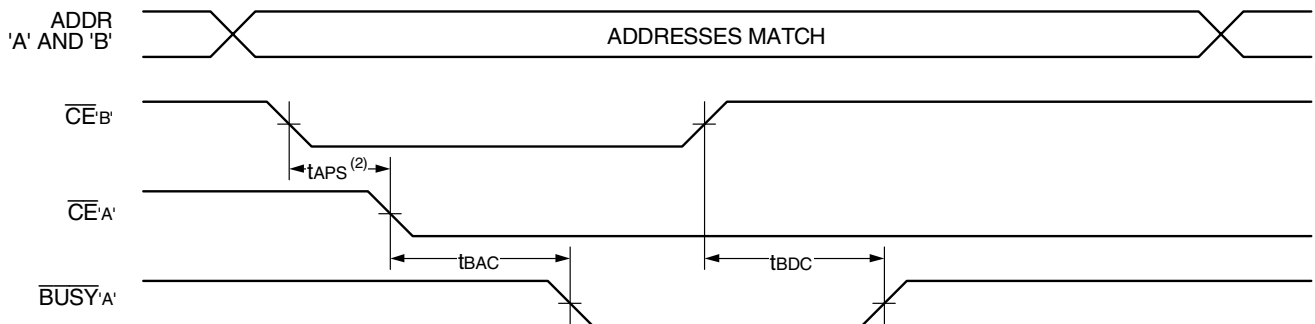 ADDR
'A' AND 'B'
ADDRESSES MATCH
CE'B'
tAPS (2)
CE'A'
tBAC
tBDC
BUSY'A'